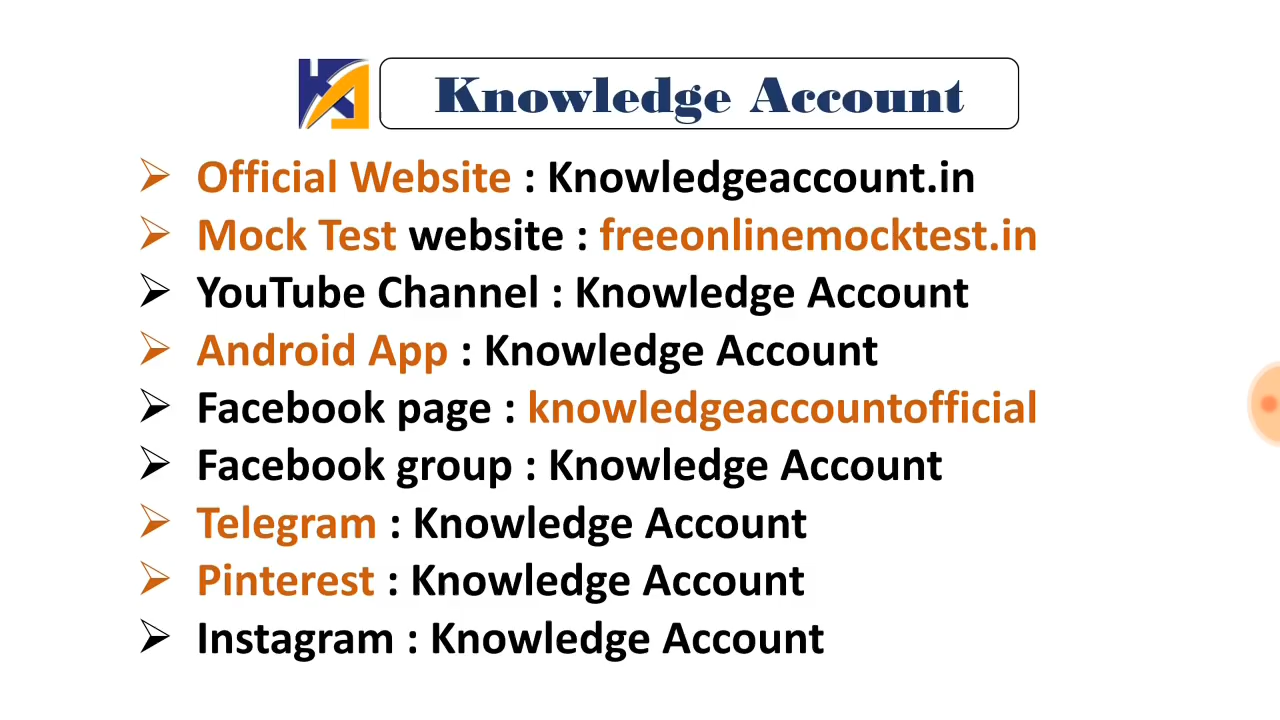 Knowledge Account
Official Website : Knowledgeaccount.in
Mock Test website : freeonlinemocktest.in
YouTube Channel : Knowledge Account
Android App : Knowledge Account
Facebook page : knowledgeaccountofficial
Facebook group : Knowledge Account
Telegram : Knowledge Account
Pinterest : Knowledge Account
Instagram : Knowledge Account